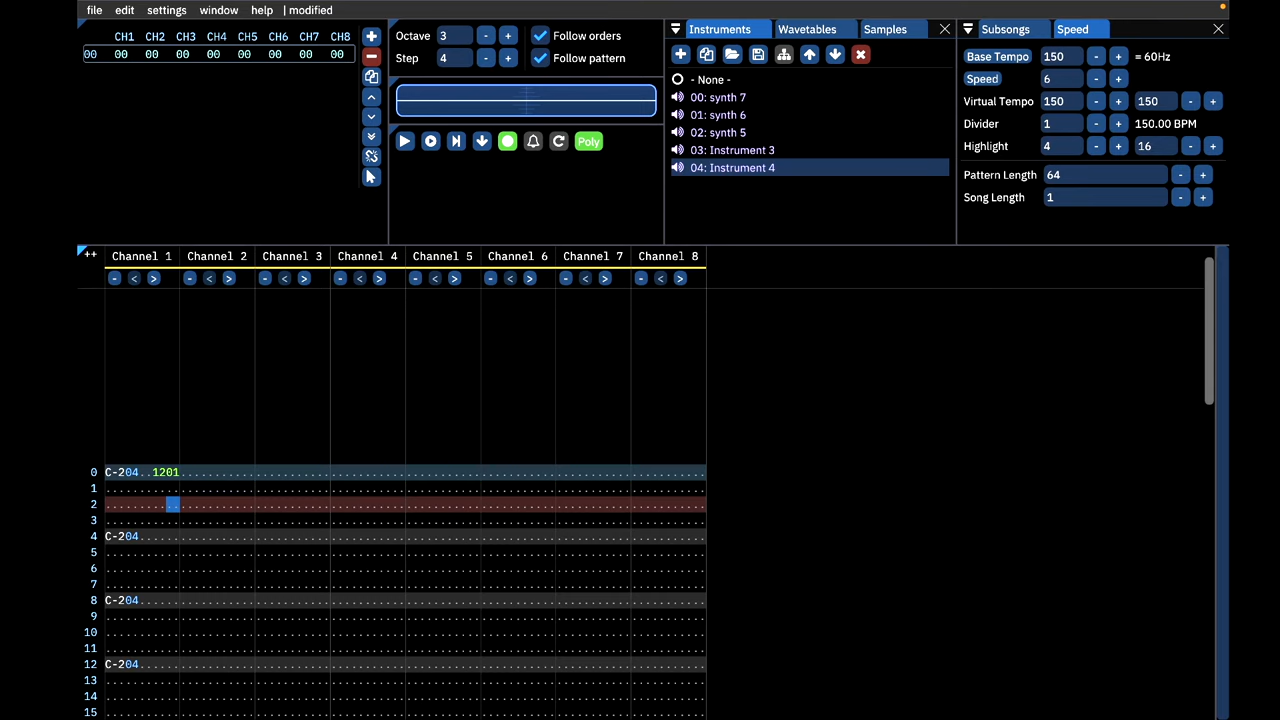 file edit settings window help | modified
CH1 CH2 CH3 CH4 CH5 CH6 CH7 CH8
00 00 00 00 00 00 00 00 00
Octave 3 - + Follow orders
Step 4 - + Follow pattern
Poly
Instruments Wavetables Samples
- None -
00: synth 7
01: synth 6
02: synth 5
03: Instrument 3
04: Instrument 4
Subsongs Speed
Base Tempo 150 - + = 60Hz
Speed 6 - +
Virtual Tempo 150 150 - +
Divider 1 - + 150.00 BPM
Highlight 4 16 - +
Pattern Length 64 - +
Song Length 1 - +
++ Channel 1 Channel 2 Channel 3 Channel 4 Channel 5 Channel 6 Channel 7 Channel 8
- < > - < > - < > - < > - < > - < > - < > - < >
0 C-204..1201
1
2
3
4 C-204
5
6
7
8 C-204
9
10
11
12 C-204
13
14
15